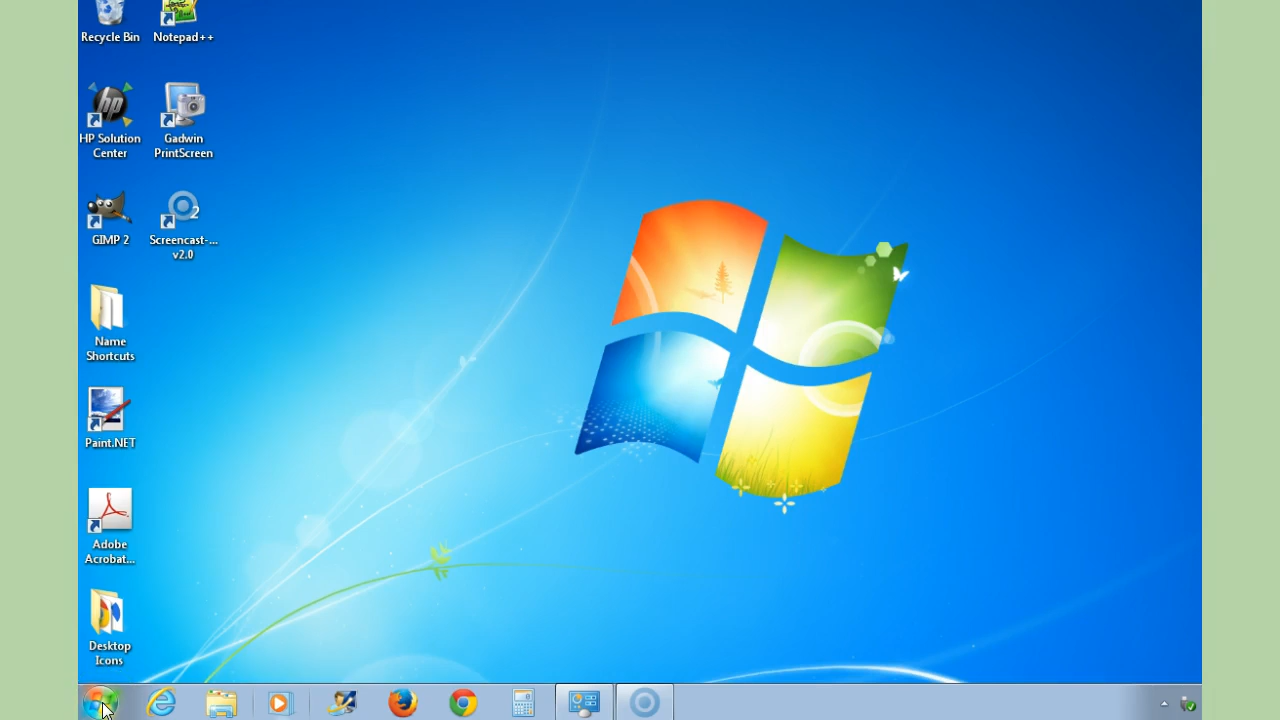 Recycle Bin
Notepad++
HP Solution
Center
Gadwin
PrintScreen
GIMP 2
Screencast-...
v2.0
Name
Shortcuts
Paint.NET
Adobe
Acrobat...
Desktop
Icons